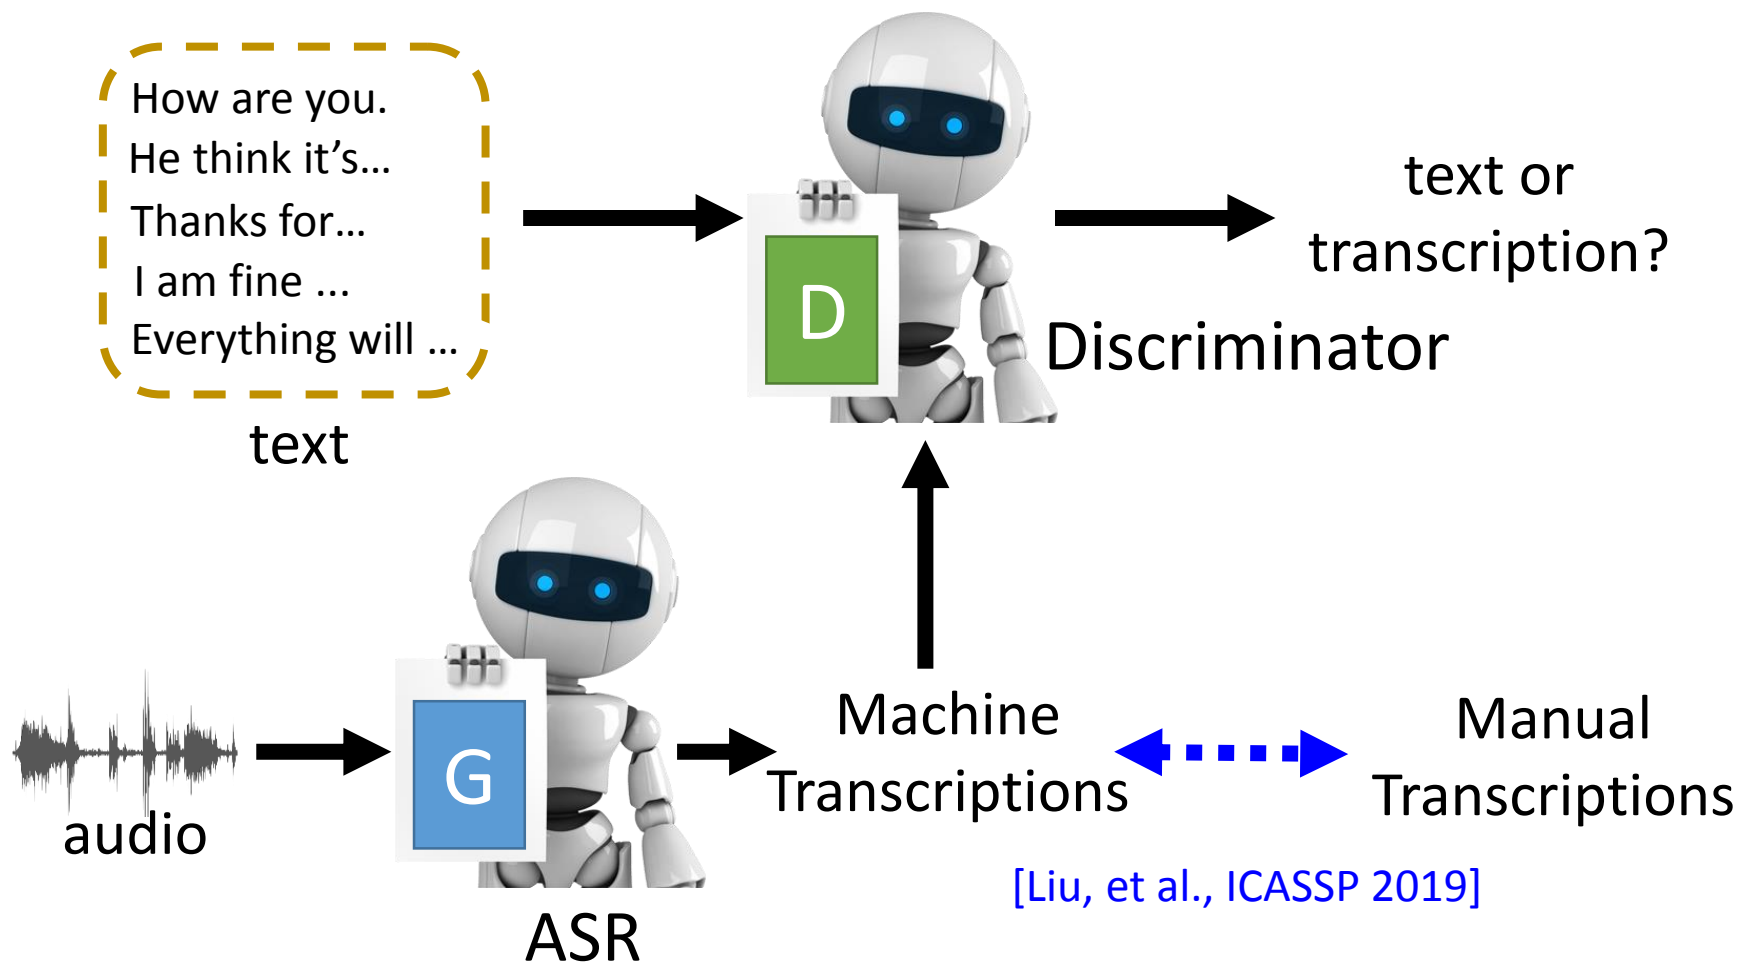 How are you.
He think it’s…
Thanks for…
I am fine ...
Everything will …
text
D
text or
transcription?
Discriminator
G
audio
ASR
Machine
Transcriptions
Manual
Transcriptions
[Liu, et al., ICASSP 2019]